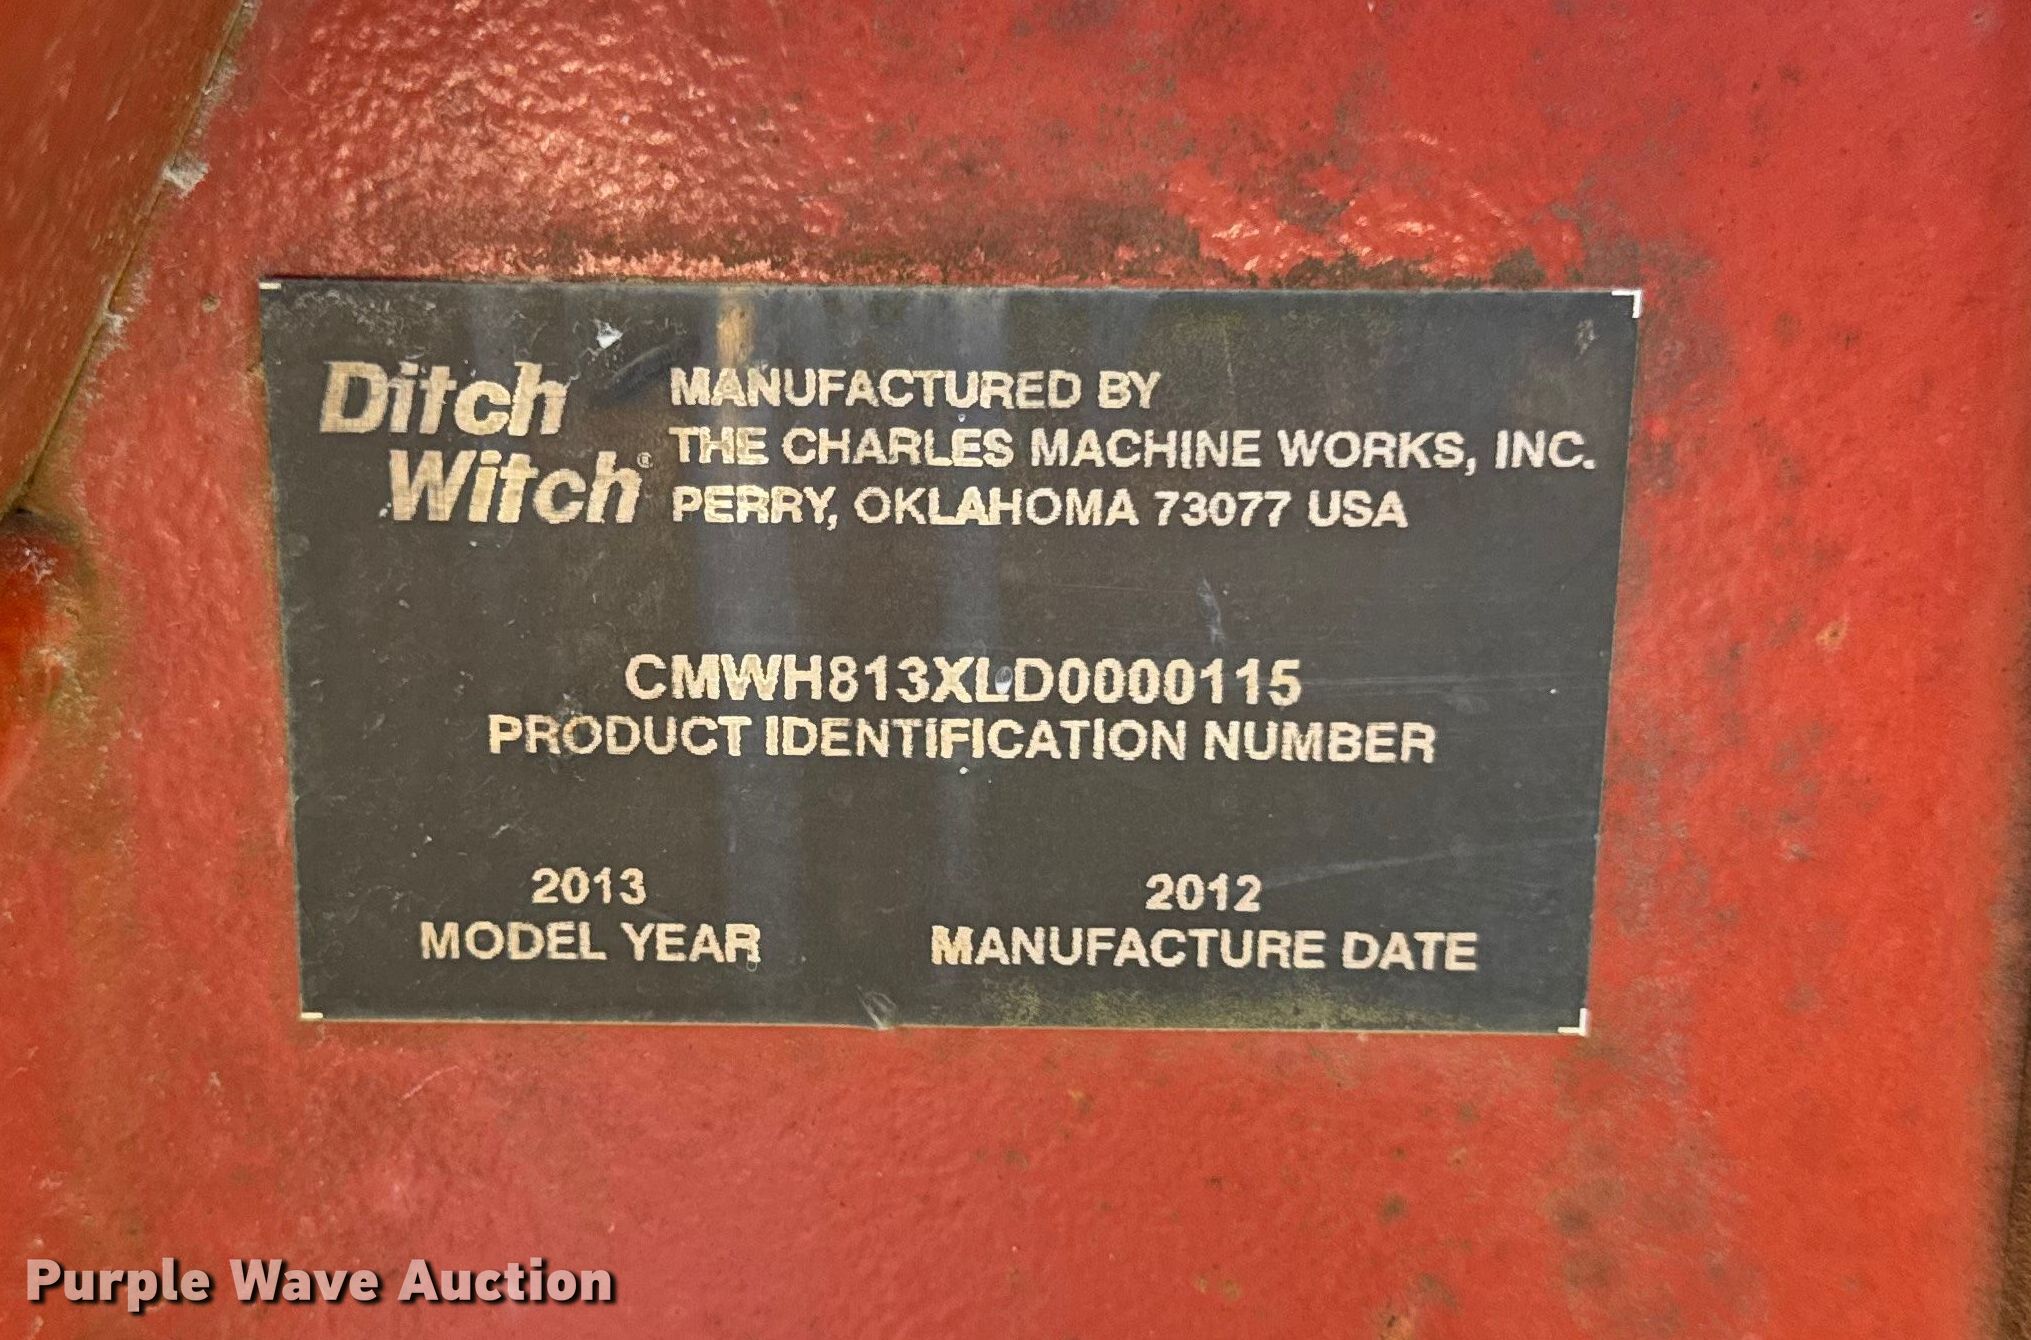 Ditch
Witch®
MANUFACTURED BY
THE CHARLES MACHINE WORKS, INC.
PERRY, OKLAHOMA 73077 USA
CMWH813XLD0000115
PRODUCT IDENTIFICATION NUMBER
2013
MODEL YEAR
2012
MANUFACTURE DATE
Purple Wave Auction